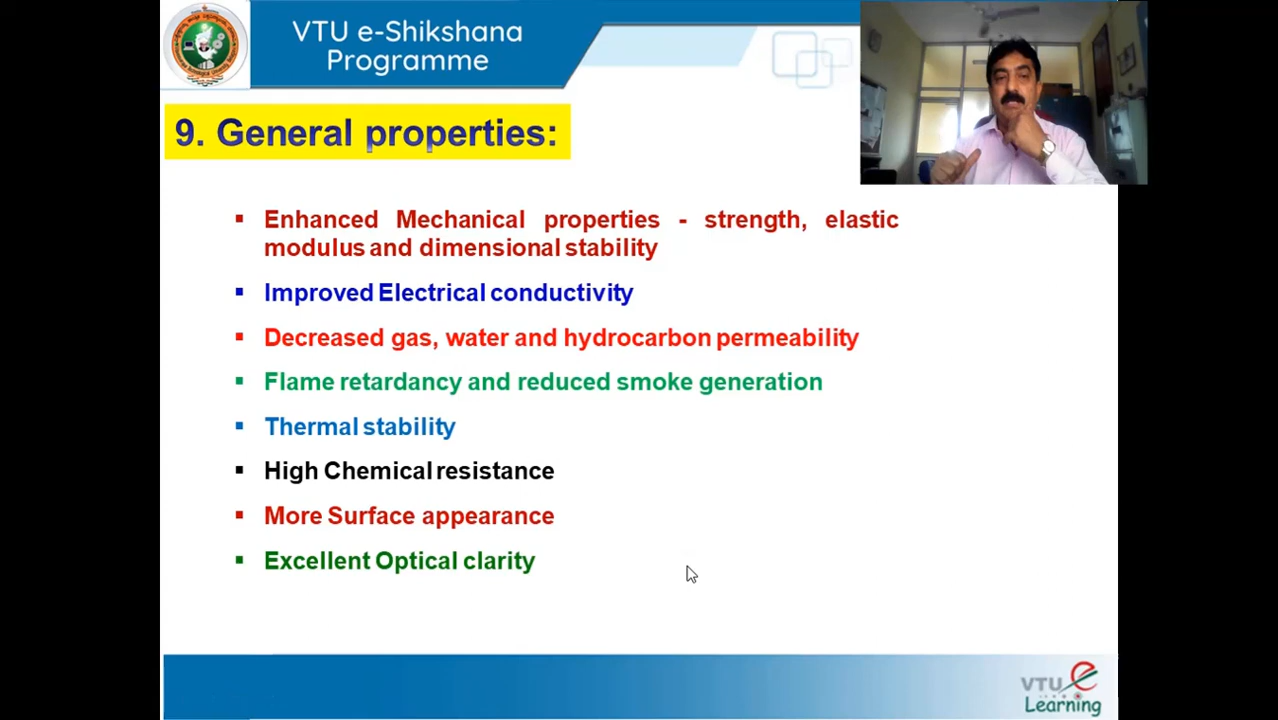 VTU e-Shikshana
Programme
9. General properties:
▪ Enhanced Mechanical properties - strength, elastic
modulus and dimensional stability
▪ Improved Electrical conductivity
▪ Decreased gas, water and hydrocarbon permeability
▪ Flame retardancy and reduced smoke generation
▪ Thermal stability
▪ High Chemical resistance
▪ More Surface appearance
▪ Excellent Optical clarity
VTU e
Learning